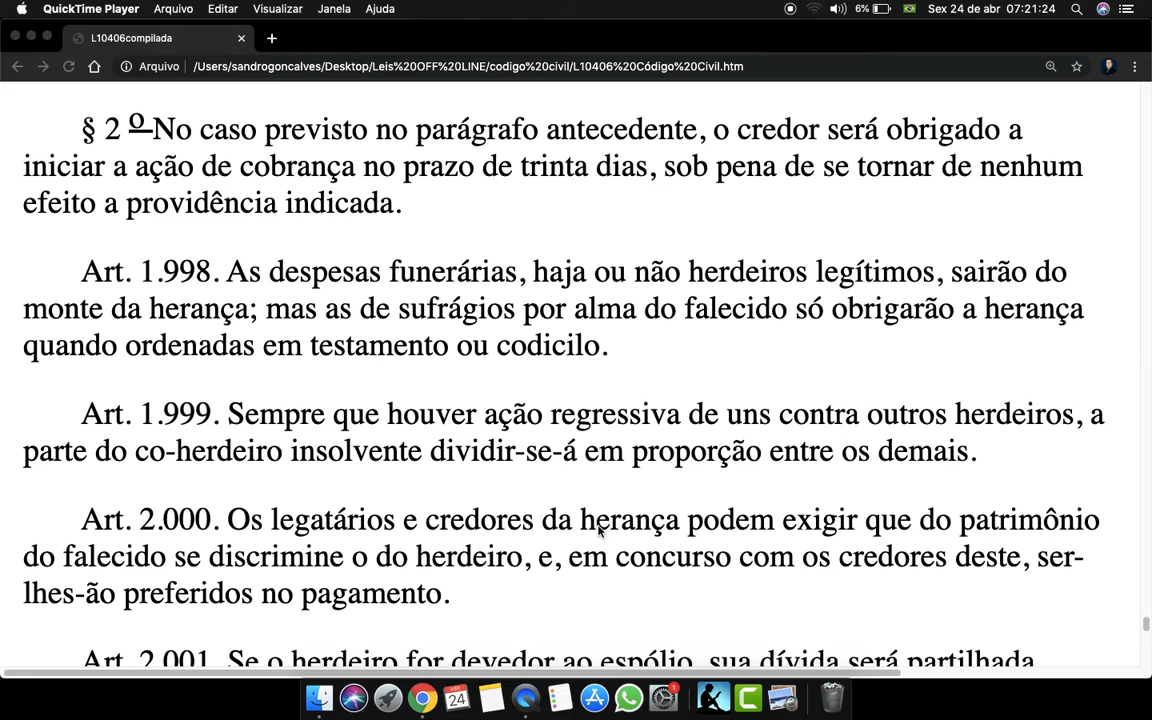 QuickTime Player Arquivo Editar Visualizar Janela Ajuda 6% Sex 24 de abr 07:21:24
L10406compilada
Arquivo /Users/sandrogoncalves/Desktop/Leis%20OFF%20LINE/codigo%20civil/L10406%20Código%20Civil.htm
§ 2 o No caso previsto no parágrafo antecedente, o credor será obrigado a
iniciar a ação de cobrança no prazo de trinta dias, sob pena de se tornar de nenhum
efeito a providência indicada.
Art. 1.998. As despesas funerárias, haja ou não herdeiros legítimos, sairão do
monte da herança; mas as de sufrágios por alma do falecido só obrigarão a herança
quando ordenadas em testamento ou codicilo.
Art. 1.999. Sempre que houver ação regressiva de uns contra outros herdeiros, a
parte do co-herdeiro insolvente dividir-se-á em proporção entre os demais.
Art. 2.000. Os legatários e credores da herança podem exigir que do patrimônio
do falecido se discrimine o do herdeiro, e, em concurso com os credores deste, ser-
lhes-ão preferidos no pagamento.
Art. 2.001. Se o herdeiro for devedor ao espólio, sua dívida será partilhada
ABR
24
1